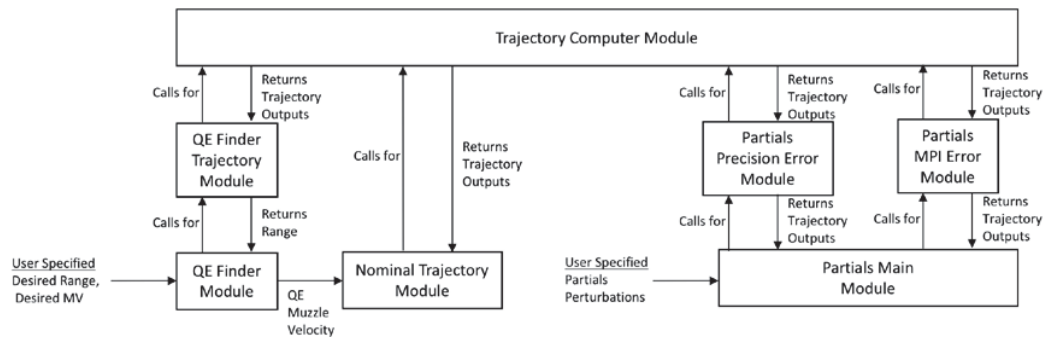 Trajectory Computer Module
Calls for
Returns
Trajectory
Outputs
QE Finder
Trajectory
Module
Calls for
Returns
Range
User Specified
Desired Range,
Desired MV
QE Finder
Module
QE
Muzzle
Velocity
Calls for
Returns
Trajectory
Outputs
Nominal Trajectory
Module
Calls for
Returns
Trajectory
Outputs
Partials
Precision Error
Module
Calls for
Returns
Trajectory
Outputs
Calls for
Returns
Trajectory
Outputs
Partials
MPI Error
Module
Calls for
Returns
Trajectory
Outputs
User Specified
Partials
Perturbations
Partials Main
Module